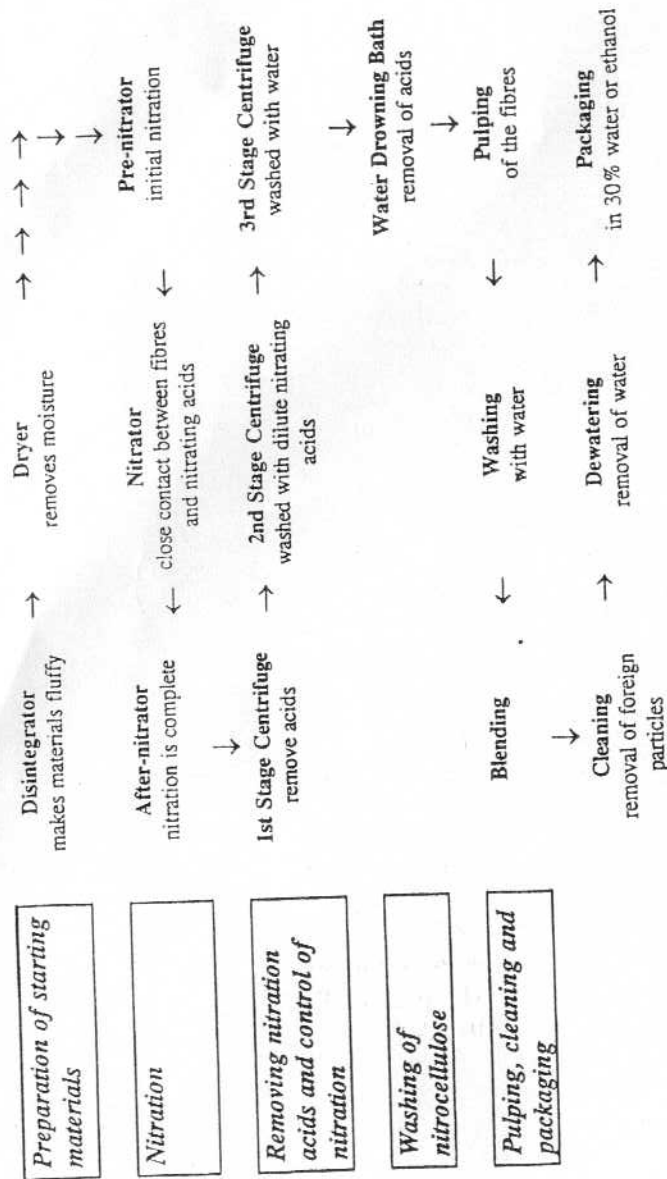 Preparation of starting
materials
Disintegrator
makes materials fluffy
→
Dryer
removes moisture
→ → → → →
↓
↓
Nitration
After-nitrator
nitration is complete
←
Nitrator
close contact between fibres
and nitrating acids
←
Pre-nitrator
initial nitration
↓
Removing nitration
acids and control of
nitration
1st Stage Centrifuge
remove acids
→
2nd Stage Centrifuge
washed with dilute nitrating
acids
→
3rd Stage Centrifuge
washed with water
↓
Washing of
nitrocellulose
Water Drowning Bath
removal of acids
↓
Pulping, cleaning and
packaging
Blending
←
Washing
with water
←
Pulping
of the fibres
↓
Cleaning
removal of foreign
particles
→
Dewatering
removal of water
→
Packaging
in 30% water or ethanol